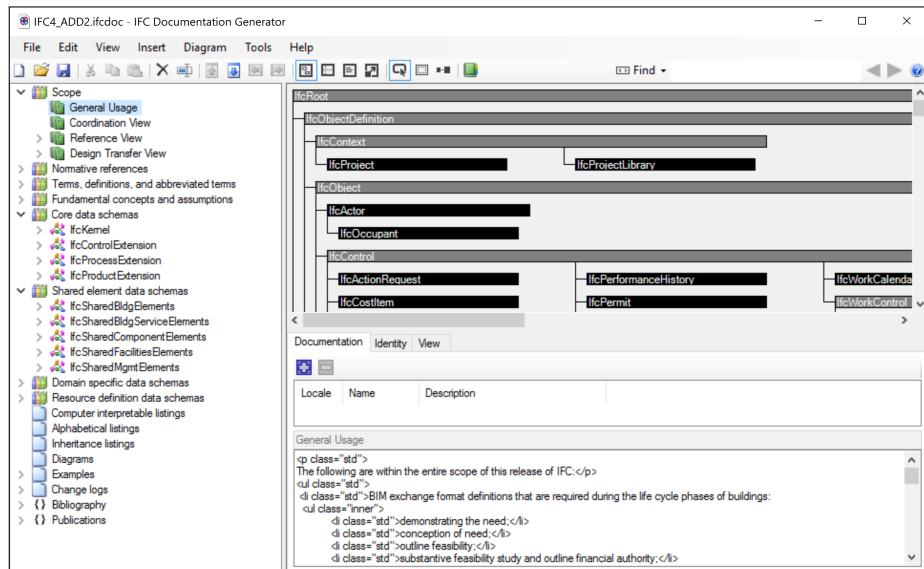 IFC4_ADD2.ifcdoc - IFC Documentation Generator
File Edit View Insert Diagram Tools Help
Find
Scope
General Usage
Coordination View
Reference View
Design Transfer View
Normative references
Terms, definitions, and abbreviated terms
Fundamental concepts and assumptions
Core data schemas
IfcKernel
IfcControlExtension
IfcProcessExtension
IfcProductExtension
Shared element data schemas
IfcSharedBldgElements
IfcSharedBldgServiceElements
IfcSharedComponentElements
IfcSharedFacilitiesElements
IfcSharedMgmtElements
Domain specific data schemas
Resource definition data schemas
Computer interpretable listings
Alphabetical listings
Inheritance listings
Diagrams
Examples
Change logs
{} Bibliography
{} Publications
IfcRoot
IfcObjectDefinition
IfcContext
IfcProject IfcProjectLibrary
IfcObject
IfcActor
IfcOccupant
IfcControl
IfcActionRequest IfcPerformanceHistory IfcWorkCalenda
IfcCostItem IfcPermit IfcWorkControl
Documentation Identity View
Locale Name Description
General Usage
<p class="std">
The following are within the entire scope of this release of IFC:</p>
<ul class="std">
<li class="std">BIM exchange format definitions that are required during the life cycle phases of buildings:
<ul class="inner">
<li class="std">demonstrating the need;</li>
<li class="std">conception of need;</li>
<li class="std">outline feasibility;</li>
<li class="std">substantive feasibility study and outline financial authority;</li>